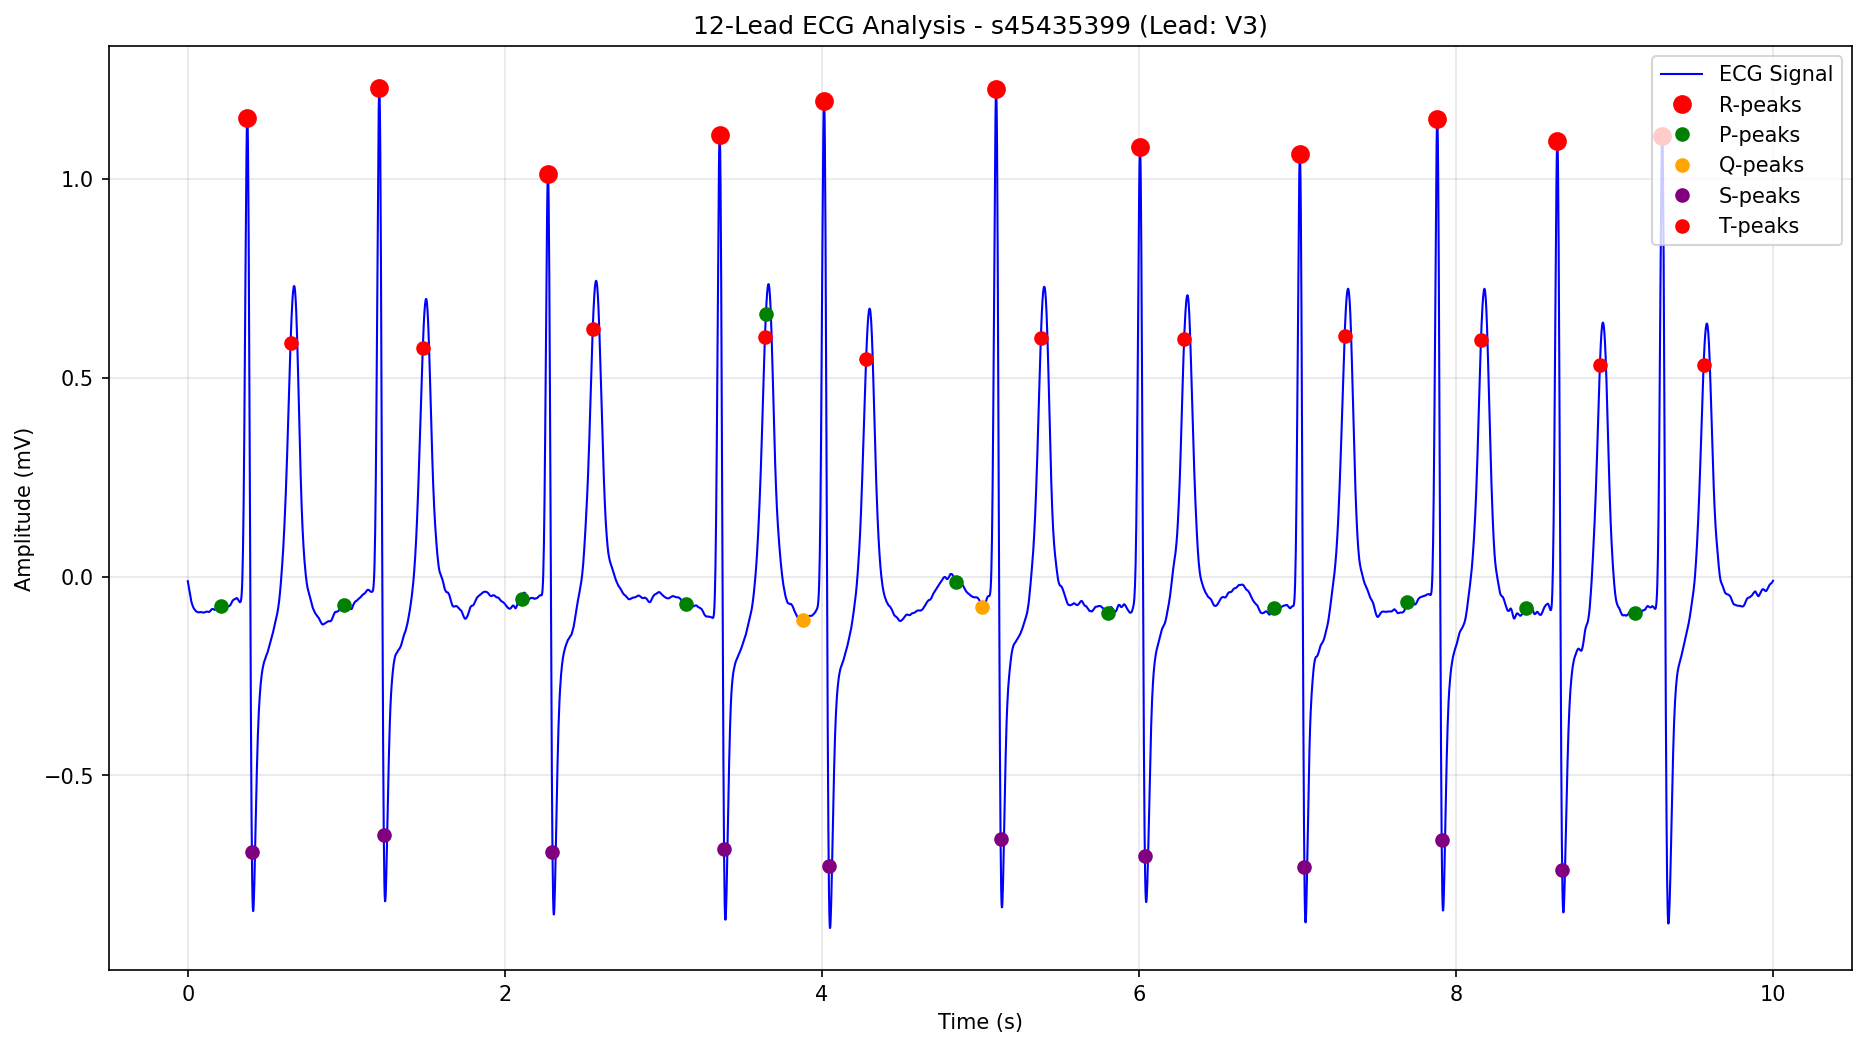 12-Lead ECG Analysis - s45435399 (Lead: V3)
ECG Signal
R-peaks
P-peaks
Q-peaks
S-peaks
T-peaks
Amplitude (mV)
1.0
0.5
0.0
−0.5
0 2 4 6 8 10
Time (s)